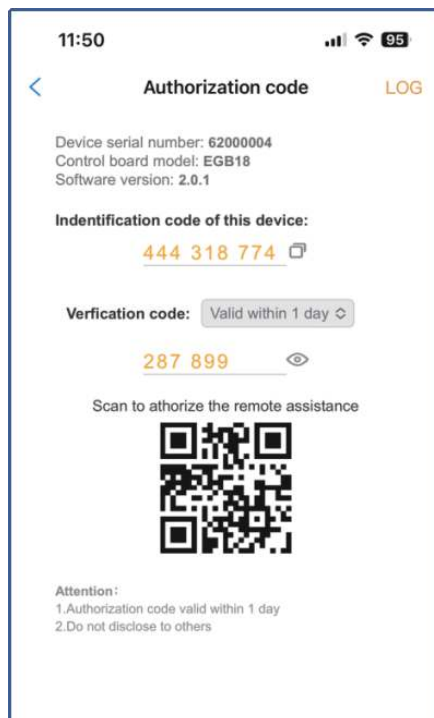 11:50
95
Authorization code
LOG
Device serial number: 62000004
Control board model: EGB18
Software version: 2.0.1
Indentification code of this device:
444 318 774
Verfication code: Valid within 1 day
287 899
Scan to athorize the remote assistance
Attention:
1.Authorization code valid within 1 day
2.Do not disclose to others